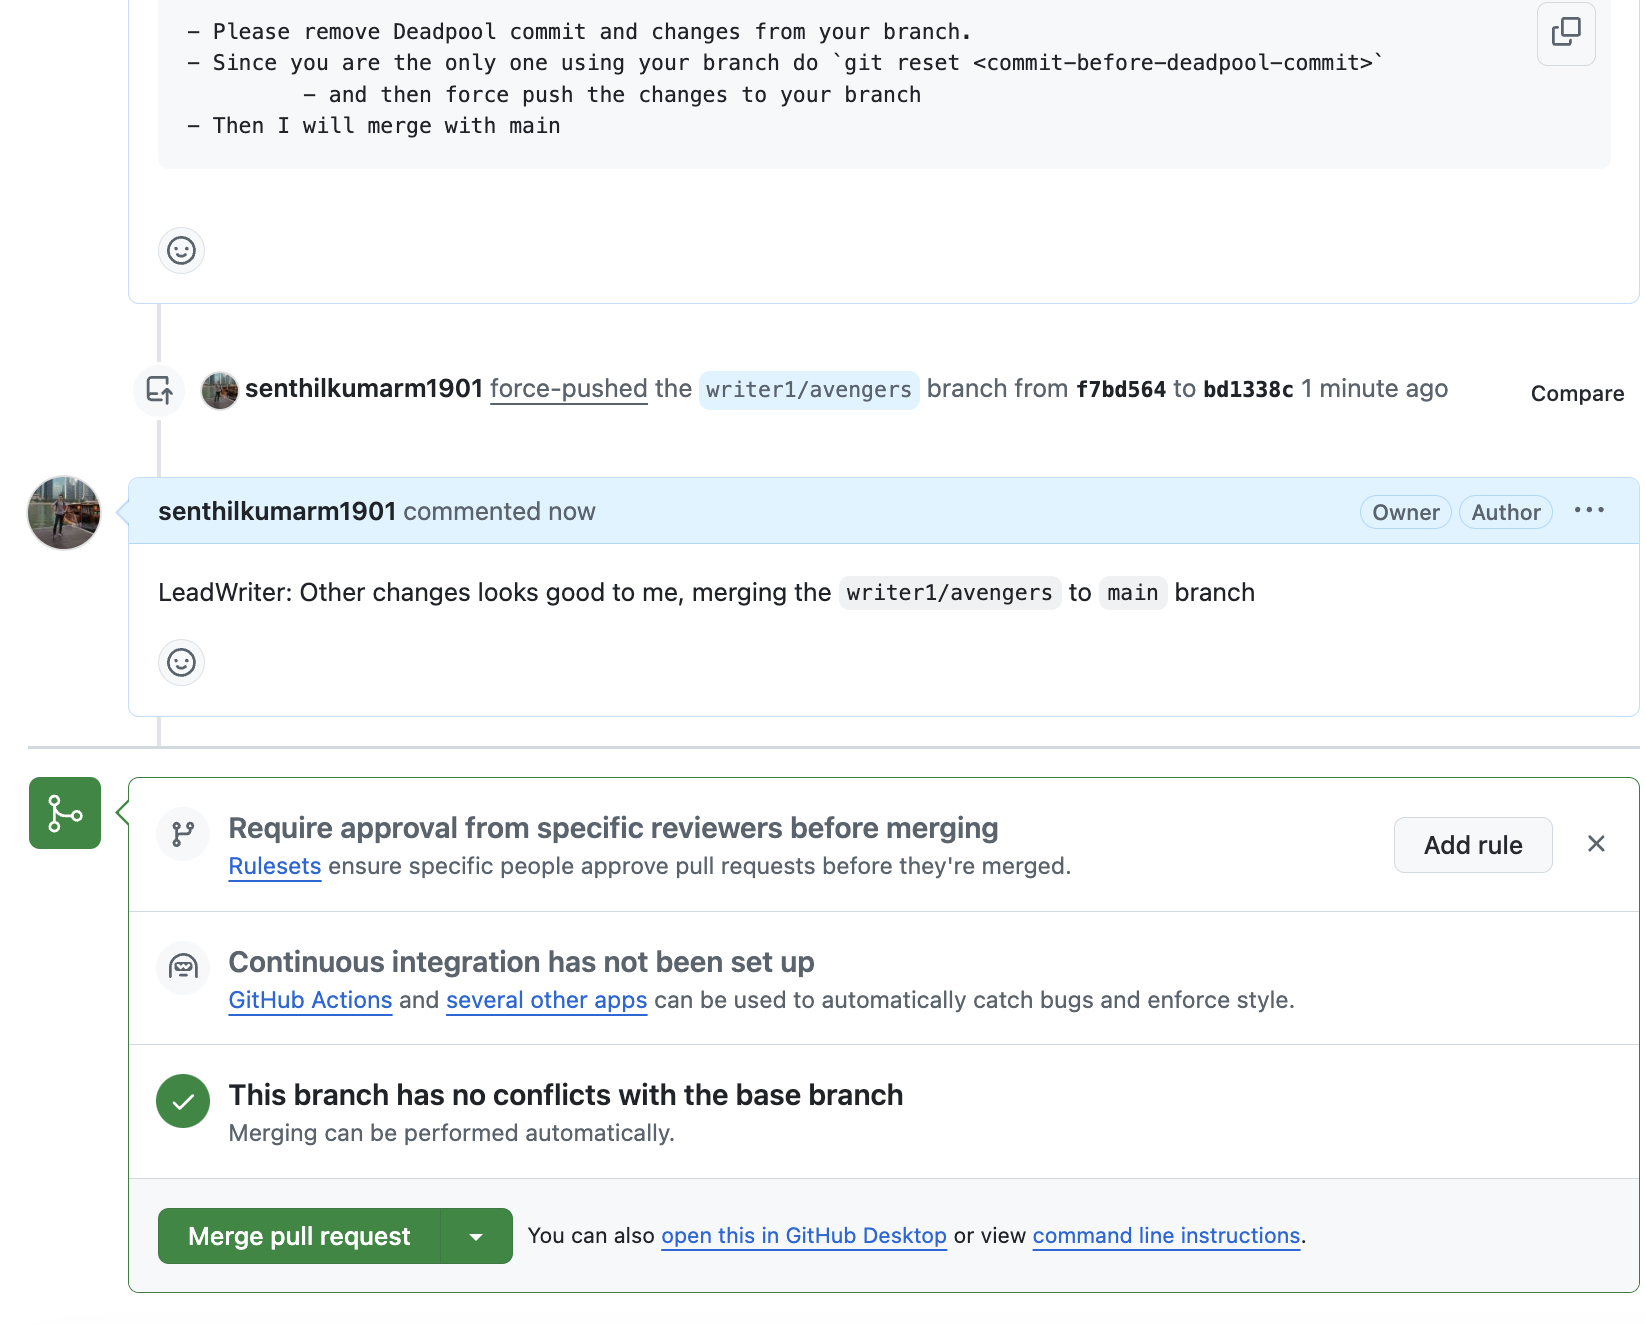 - Please remove Deadpool commit and changes from your branch.
- Since you are the only one using your branch do `git reset <commit-before-deadpool-commit>`
- and then force push the changes to your branch
- Then I will merge with main
senthilkumarm1901 force-pushed the writer1/avengers branch from f7bd564 to bd1338c 1 minute ago Compare
senthilkumarm1901 commented now Owner Author
LeadWriter: Other changes looks good to me, merging the writer1/avengers to main branch
Require approval from specific reviewers before merging
Rulesets ensure specific people approve pull requests before they're merged.
Add rule
Continuous integration has not been set up
GitHub Actions and several other apps can be used to automatically catch bugs and enforce style.
This branch has no conflicts with the base branch
Merging can be performed automatically.
Merge pull request You can also open this in GitHub Desktop or view command line instructions.